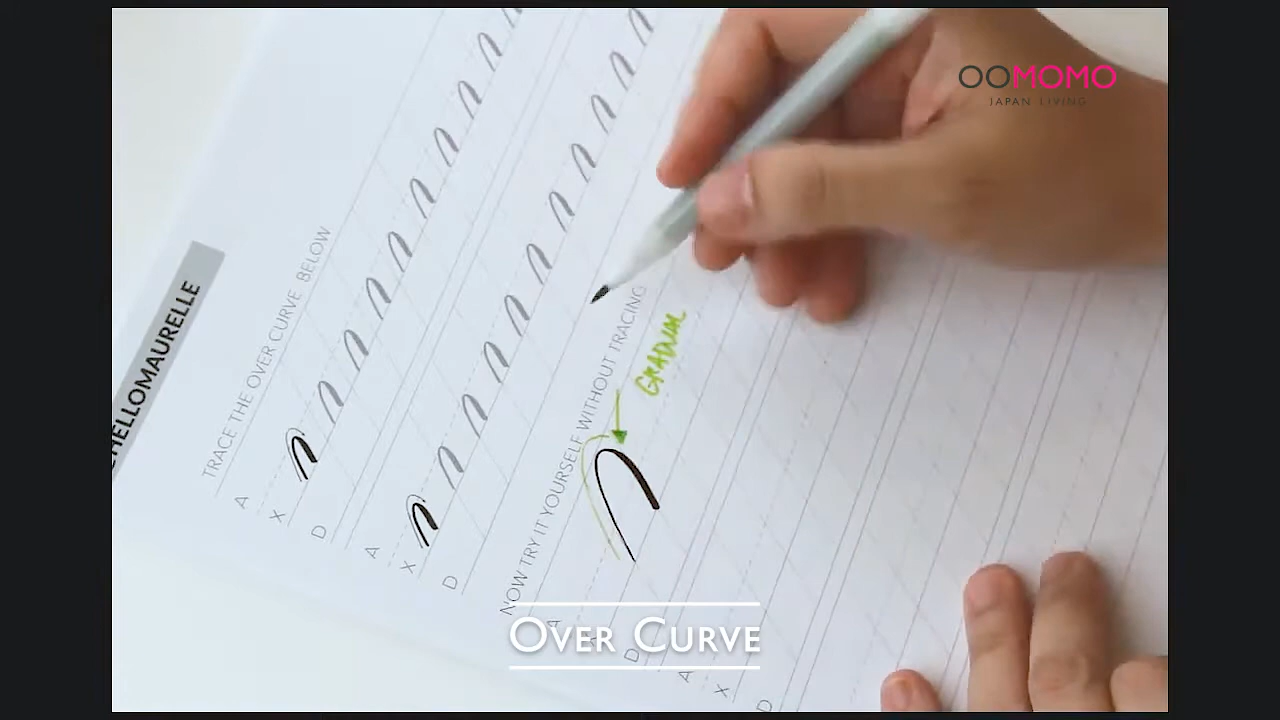 OOMOMO
JAPAN LIVING
HELLOMAURELLE
TRACE THE OVER CURVE BELOW
A
X
D
A
X
D
NOW TRY IT YOURSELF WITHOUT TRACING
GRADUAL
A
D
A
X
D
OVER CURVE